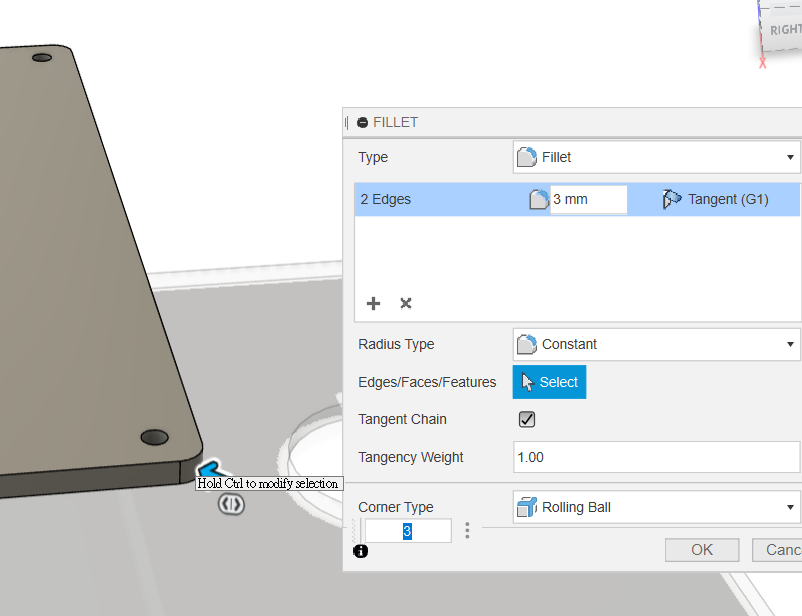 RIGHT
X
FILLET
Type
Fillet
2 Edges
3 mm
Tangent (G1)
Radius Type
Constant
Edges/Faces/Features
Select
Tangent Chain
Tangency Weight
1.00
Hold Ctrl to modify selection
Corner Type
Rolling Ball
3
OK
Canc